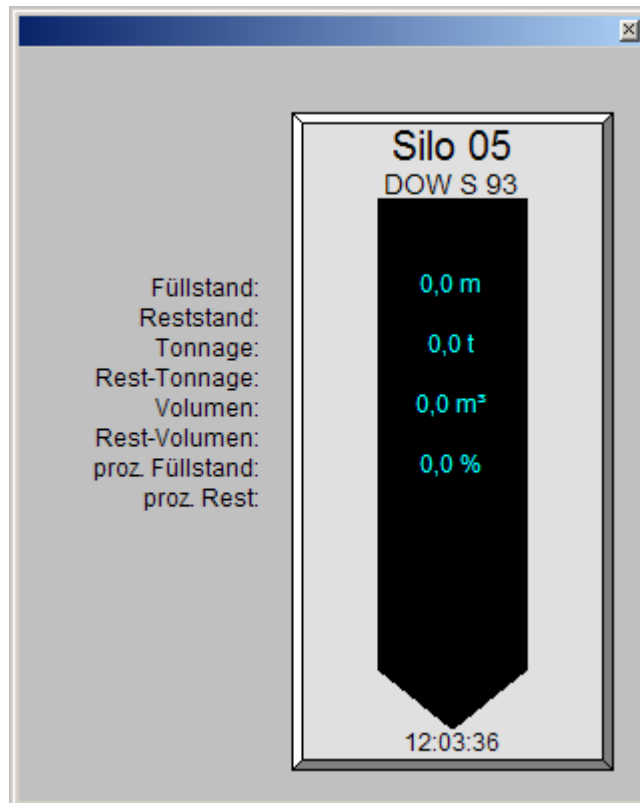 Silo 05
DOW S 93
Füllstand: 0,0 m
Reststand:
Tonnage: 0,0 t
Rest-Tonnage:
Volumen: 0,0 m³
Rest-Volumen:
proz. Füllstand: 0,0 %
proz. Rest:
12:03:36